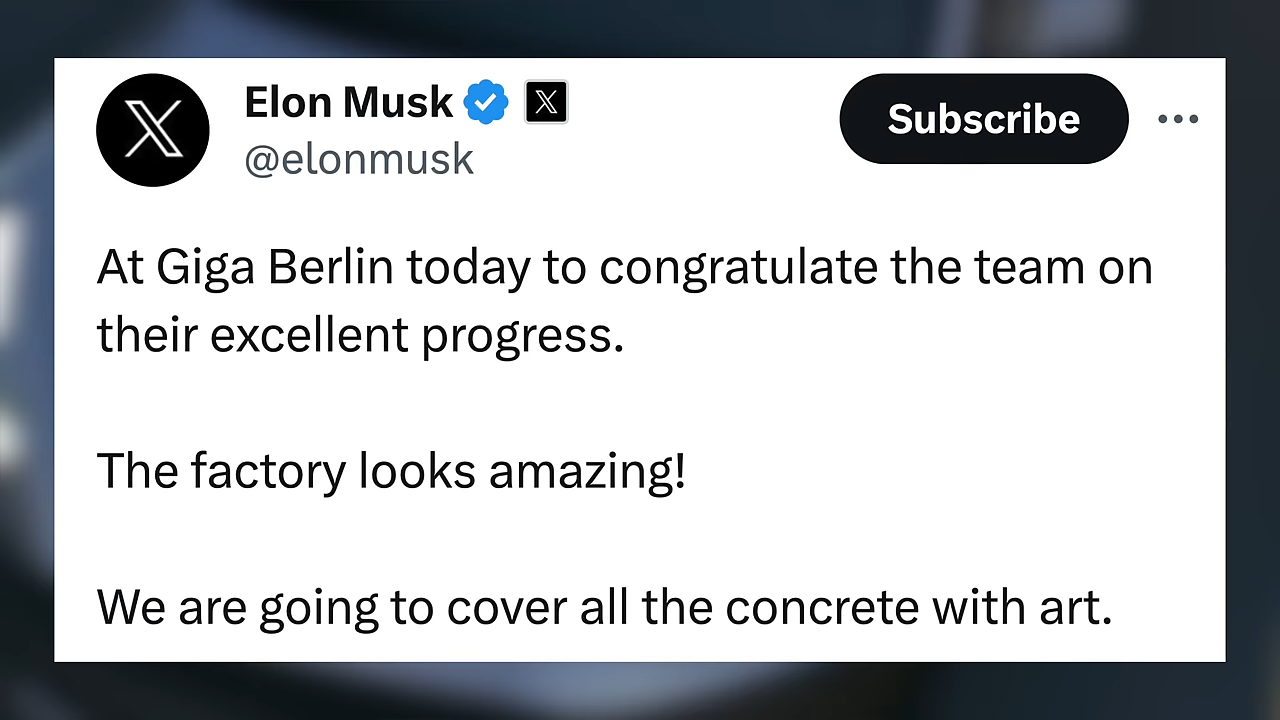 Elon Musk
@elonmusk
Subscribe
At Giga Berlin today to congratulate the team on
their excellent progress.
The factory looks amazing!
We are going to cover all the concrete with art.